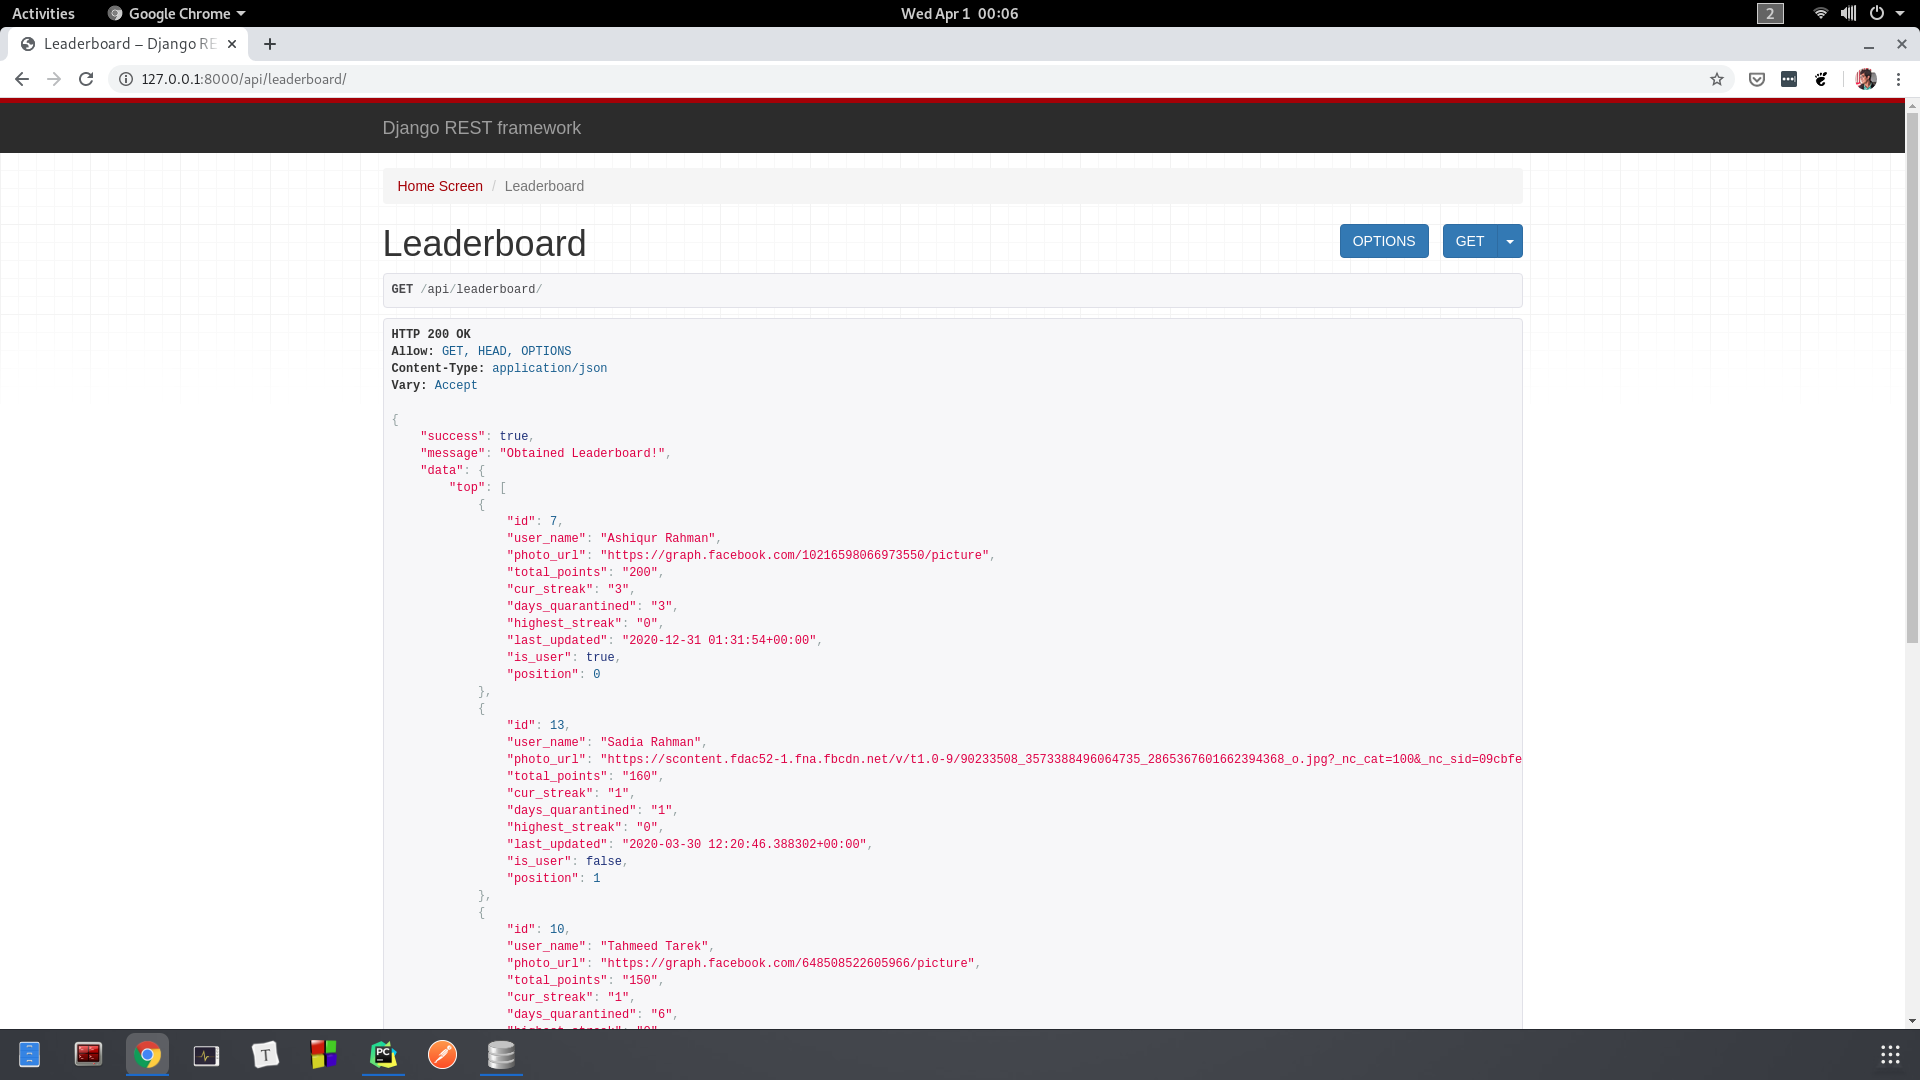 Activities
Google Chrome
Wed Apr 1 00:06
2
Leaderboard – Django RE
127.0.0.1:8000/api/leaderboard/
Django REST framework
Home Screen / Leaderboard
Leaderboard
OPTIONS
GET
GET /api/leaderboard/
HTTP 200 OK
Allow: GET, HEAD, OPTIONS
Content-Type: application/json
Vary: Accept
{
"success": true,
"message": "Obtained Leaderboard!",
"data": {
"top": [
{
"id": 7,
"user_name": "Ashiqur Rahman",
"photo_url": "https://graph.facebook.com/10216598066973550/picture",
"total_points": "200",
"cur_streak": "3",
"days_quarantined": "3",
"highest_streak": "0",
"last_updated": "2020-12-31 01:31:54+00:00",
"is_user": true,
"position": 0
},
{
"id": 13,
"user_name": "Sadia Rahman",
"photo_url": "https://scontent.fdac52-1.fna.fbcdn.net/v/t1.0-9/90233508_3573388496064735_2865367601662394368_o.jpg?_nc_cat=100&_nc_sid=09cbfe
"total_points": "160",
"cur_streak": "1",
"days_quarantined": "1",
"highest_streak": "0",
"last_updated": "2020-03-30 12:20:46.388302+00:00",
"is_user": false,
"position": 1
},
{
"id": 10,
"user_name": "Tahmeed Tarek",
"photo_url": "https://graph.facebook.com/648508522605966/picture",
"total_points": "150",
"cur_streak": "1",
"days_quarantined": "6",
"highest_streak": "0"
T
PC